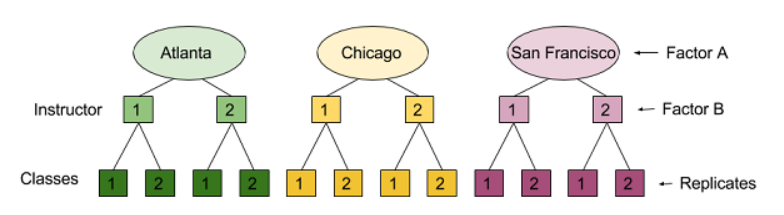 Atlanta Chicago San Francisco Factor A
Instructor 1 2 1 2 1 2 Factor B
Classes 1 2 1 2 1 2 1 2 1 2 1 2 Replicates